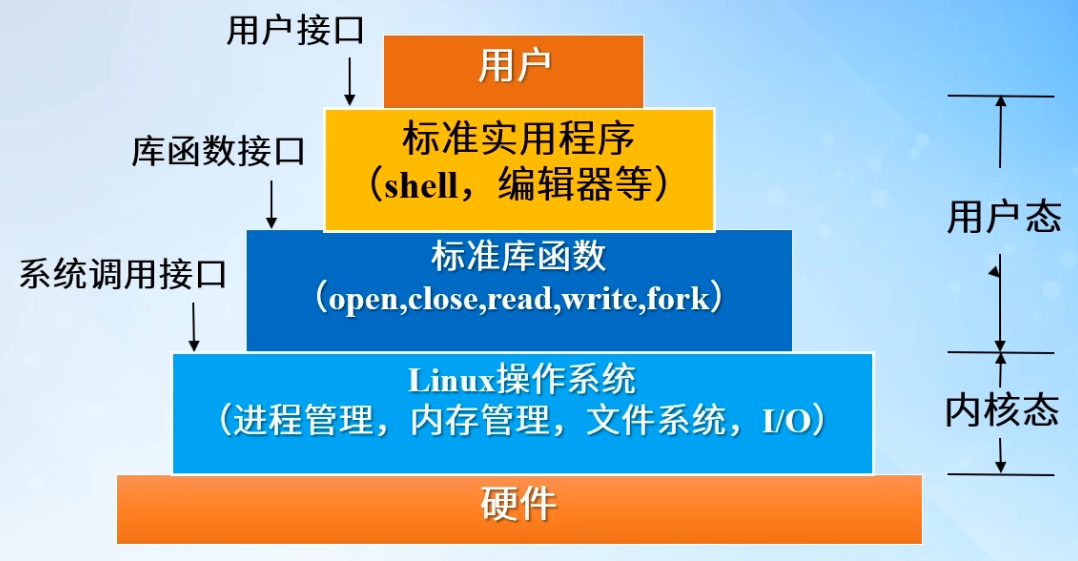 用户接口
用户
标准实用程序
（shell，编辑器等）
库函数接口
标准库函数
（open,close,read,write,fork）
系统调用接口
Linux操作系统
（进程管理，内存管理，文件系统，I/O）
硬件
用户态
内核态